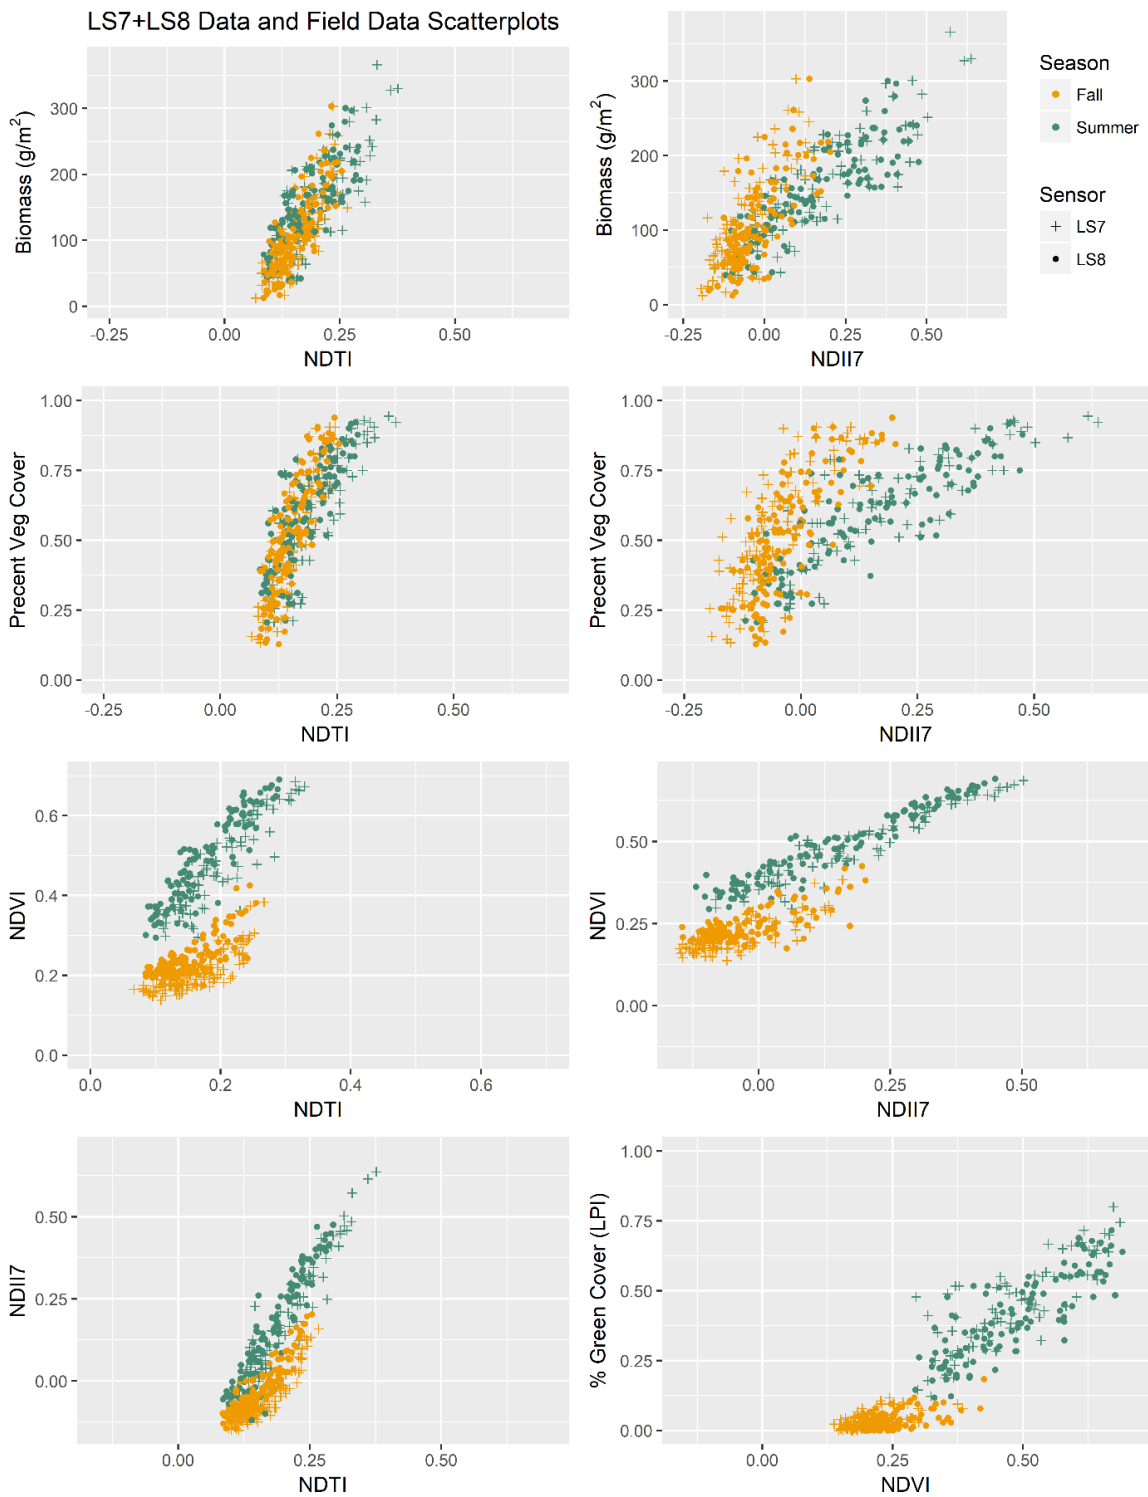 LS7+LS8 Data and Field Data Scatterplots
Biomass (g/m²)
300
200
100
0
-0.25 0.00 0.25 0.50
NDTI
Biomass (g/m²)
300
200
100
0
-0.25 0.00 0.25 0.50
NDII7
Season
Fall
Summer
Sensor
LS7
LS8
Precent Veg Cover
1.00
0.75
0.50
0.25
0.00
-0.25 0.00 0.25 0.50
NDTI
Precent Veg Cover
1.00
0.75
0.50
0.25
0.00
-0.25 0.00 0.25 0.50
NDII7
NDVI
0.6
0.4
0.2
0.0
0.0 0.2 0.4 0.6
NDTI
NDVI
0.50
0.25
0.00
0.00 0.25 0.50
NDII7
NDII7
0.50
0.25
0.00
0.00 0.25 0.50
NDTI
% Green Cover (LPI)
1.00
0.75
0.50
0.25
0.00
0.00 0.25 0.50
NDVI